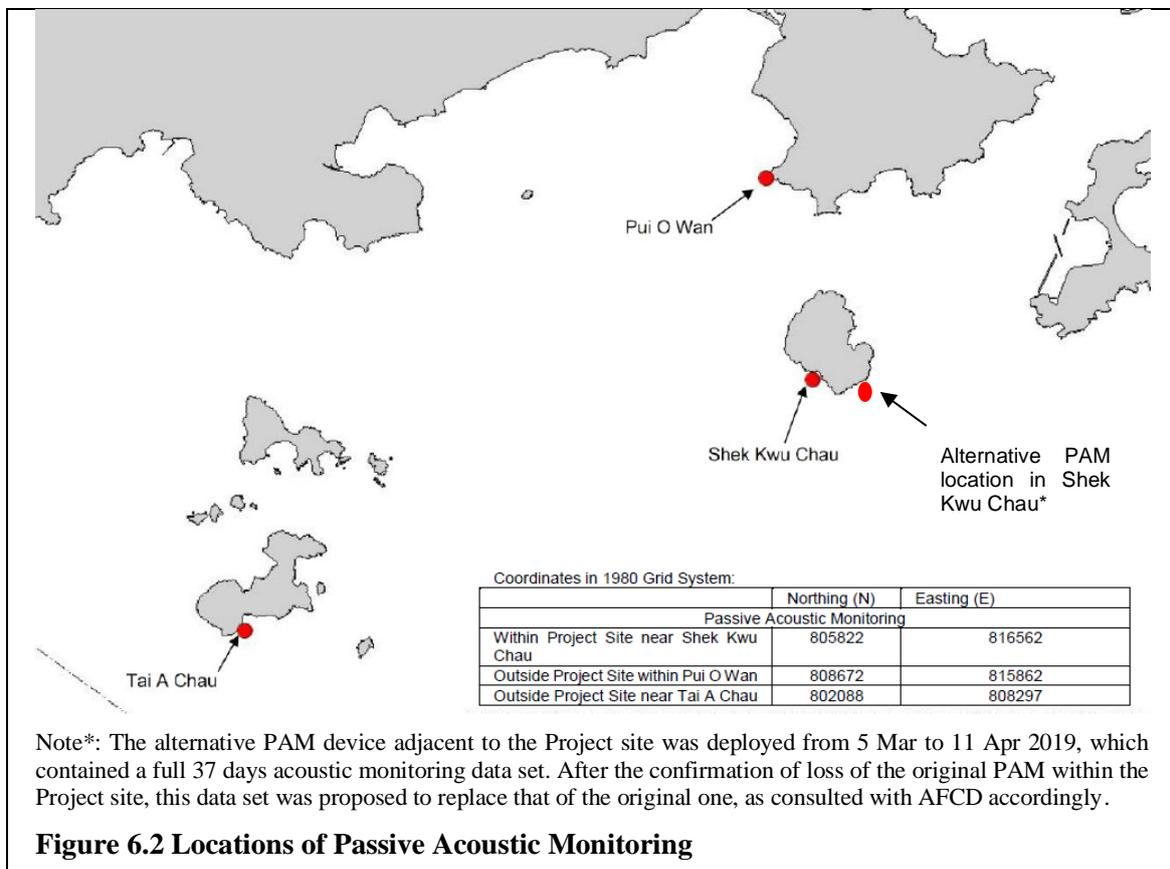 Pui O Wan
Shek Kwu Chau
Alternative PAM
location in Shek
Kwu Chau*
Tai A Chau
Coordinates in 1980 Grid System:
Northing (N) Easting (E)
Passive Acoustic Monitoring
Within Project Site near Shek Kwu 805822 816562
Chau
Outside Project Site within Pui O Wan 808672 815862
Outside Project Site near Tai A Chau 802088 808297
Note*: The alternative PAM device adjacent to the Project site was deployed from 5 Mar to 11 Apr 2019, which
contained a full 37 days acoustic monitoring data set. After the confirmation of loss of the original PAM within the
Project site, this data set was proposed to replace that of the original one, as consulted with AFCD accordingly.
Figure 6.2 Locations of Passive Acoustic Monitoring